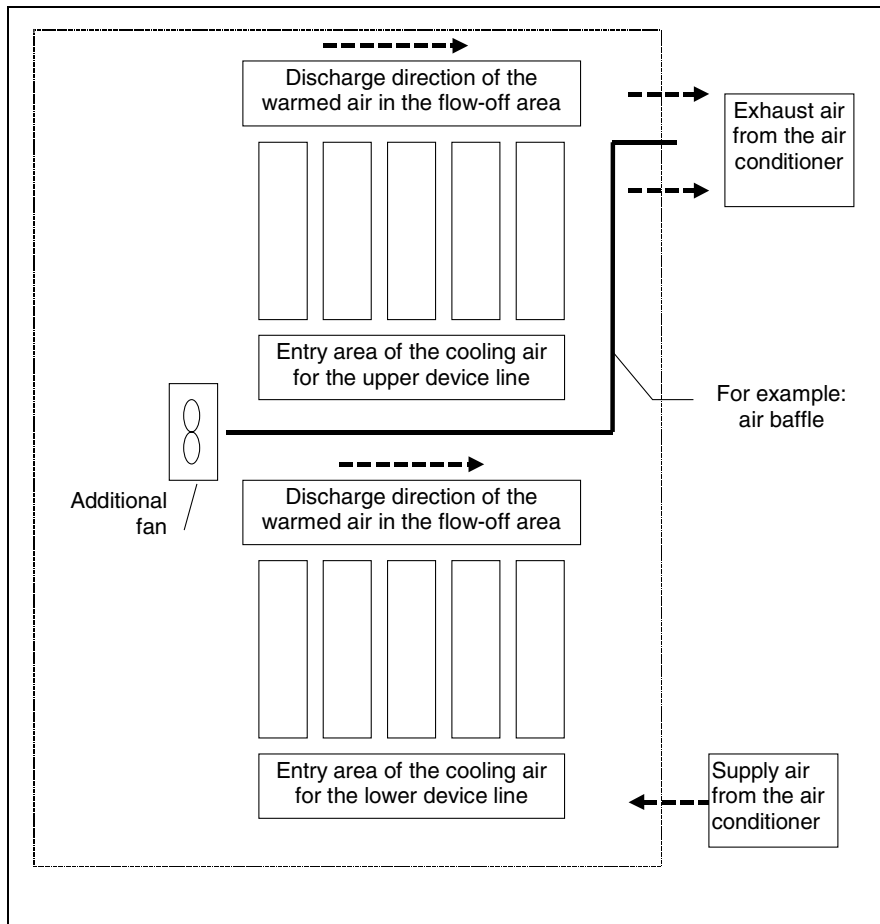 Discharge direction of the
warmed air in the flow-off area
Exhaust air
from the air
conditioner
Entry area of the cooling air
for the upper device line
For example:
air baffle
Additional
fan
Discharge direction of the
warmed air in the flow-off area
Entry area of the cooling air
for the lower device line
Supply air
from the air
conditioner